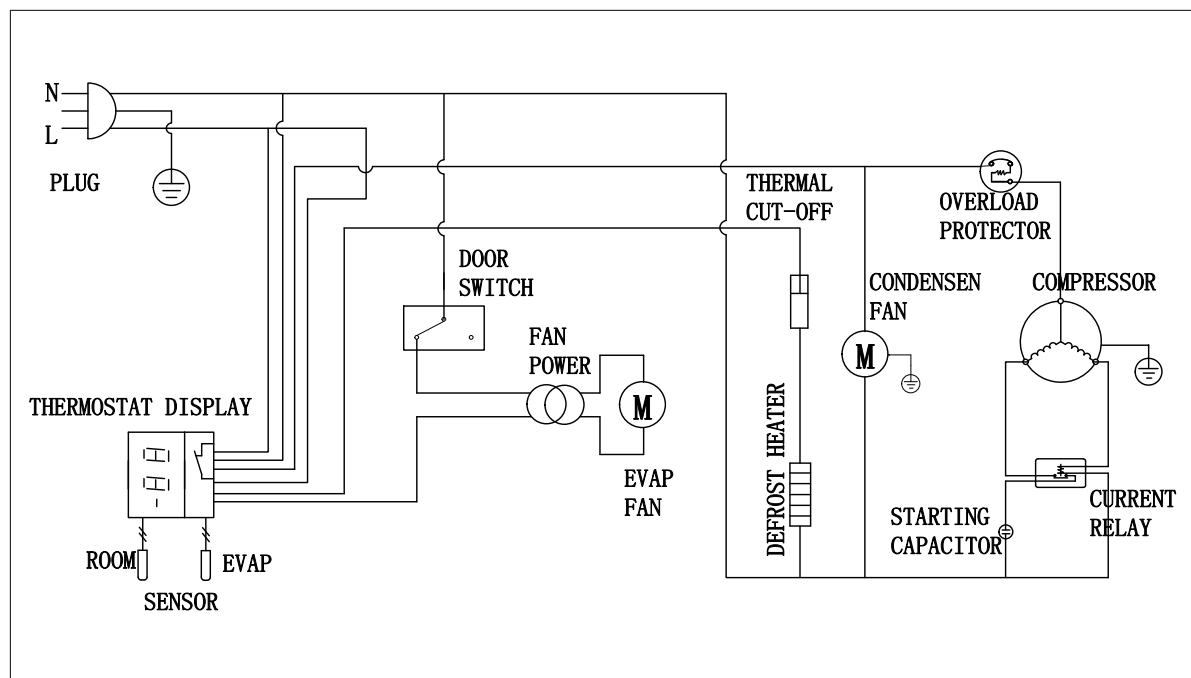 N
L
PLUG
THERMAL
CUT-OFF
OVERLOAD
PROTECTOR
DOOR
SWITCH
CONDENSEN
FAN
COMPRESSOR
FAN
POWER
M
M
THERMOSTAT DISPLAY
DEFROST HEATER
EVAP
FAN
CURRENT
RELAY
STARTING
CAPACITOR
ROOM
EVAP
SENSOR